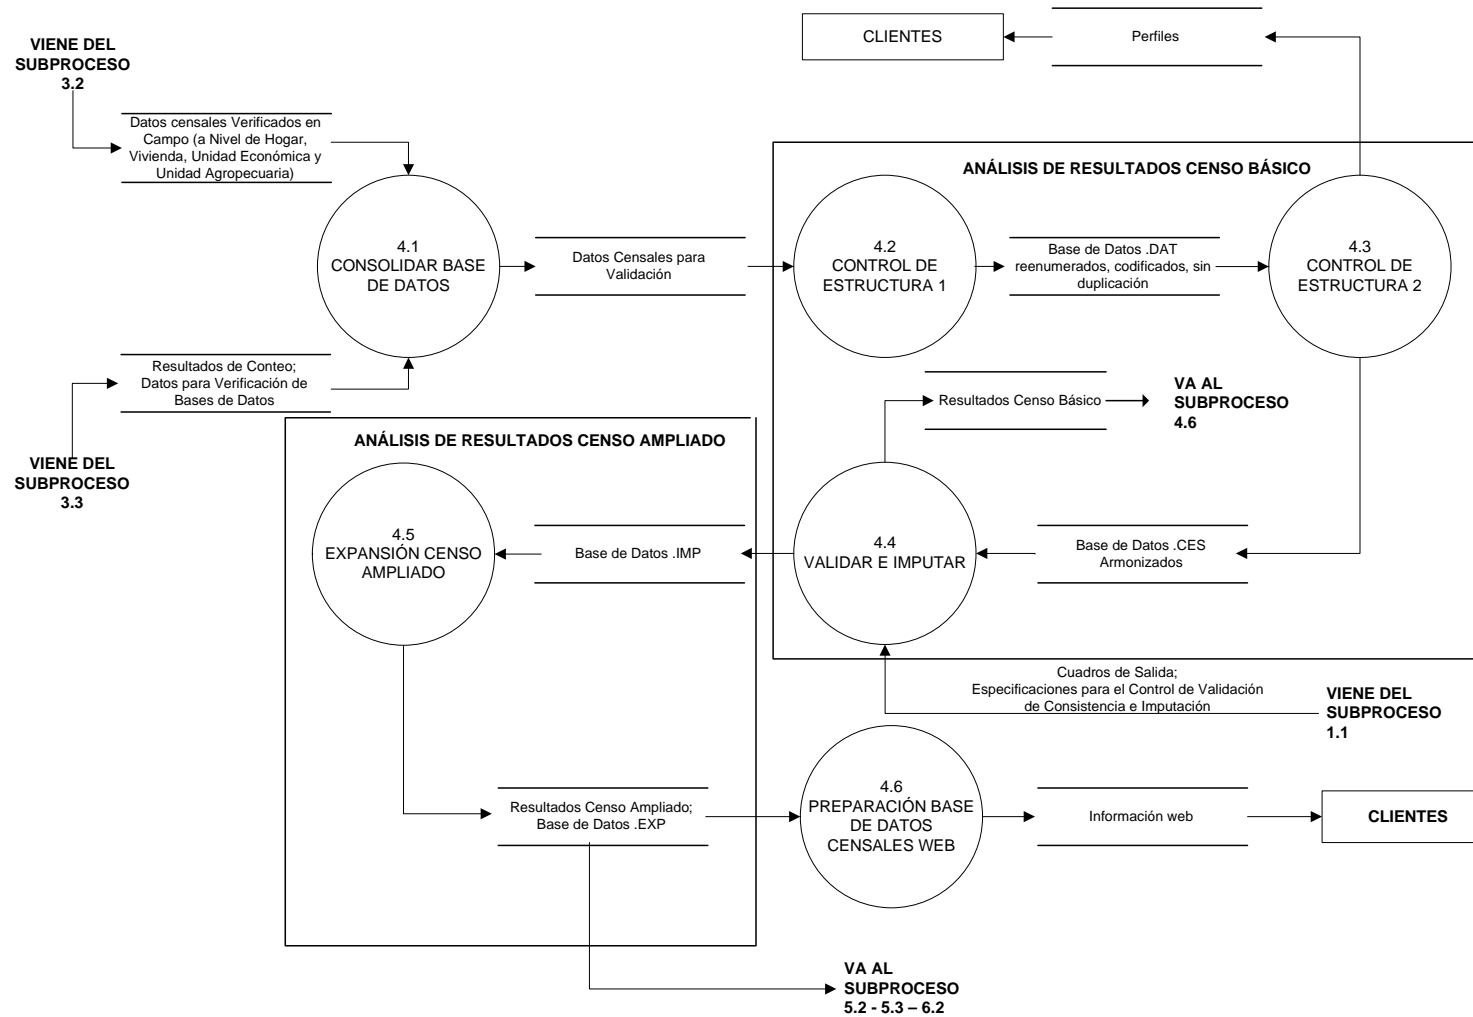 CLIENTES
Perfiles
VIENE DEL
SUBPROCESO
3.2
Datos censales Verificados en
Campo (a Nivel de Hogar,
Vivienda, Unidad Económica y
Unidad Agropecuaria)
ANÁLISIS DE RESULTADOS CENSO BÁSICO
4.1
CONSOLIDAR BASE
DE DATOS
Datos Censales para
Validación
4.2
CONTROL DE
ESTRUCTURA 1
Base de Datos .DAT
reenumerados, codificados, sin
duplicación
4.3
CONTROL DE
ESTRUCTURA 2
Resultados de Conteo;
Datos para Verificación de
Bases de Datos
VIENE DEL
SUBPROCESO
3.3
Resultados Censo Básico
VA AL
SUBPROCESO
4.6
ANÁLISIS DE RESULTADOS CENSO AMPLIADO
4.5
EXPANSIÓN CENSO
AMPLIADO
Base de Datos .IMP
4.4
VALIDAR E IMPUTAR
Base de Datos .CES
Armonizados
Cuadros de Salida;
Especificaciones para el Control de Validación
de Consistencia e Imputación
VIENE DEL
SUBPROCESO
1.1
Resultados Censo Ampliado;
Base de Datos .EXP
4.6
PREPARACIÓN BASE
DE DATOS
CENSALES WEB
Información web
CLIENTES
VA AL
SUBPROCESO
5.2 - 5.3 – 6.2